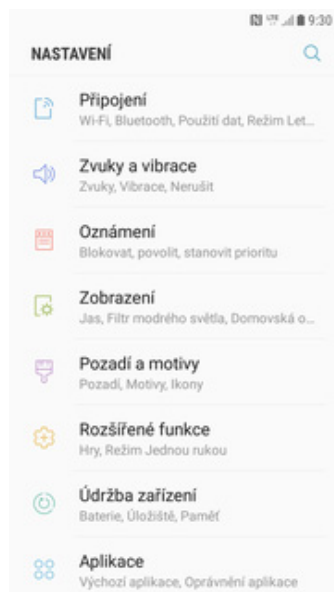 LTE 9:30
NASTAVENÍ
Připojení
Wi-Fi, Bluetooth, Použití dat, Režim Let...
Zvuky a vibrace
Zvuky, Vibrace, Nerušit
Oznámení
Blokovat, povolit, stanovit prioritu
Zobrazení
Jas, Filtr modrého světla, Domovská o...
Pozadí a motivy
Pozadí, Motivy, Ikony
Rozšířené funkce
Hry, Režim Jednou rukou
Údržba zařízení
Baterie, Úložiště, Paměť
Aplikace
Výchozí aplikace, Oprávnění aplikace